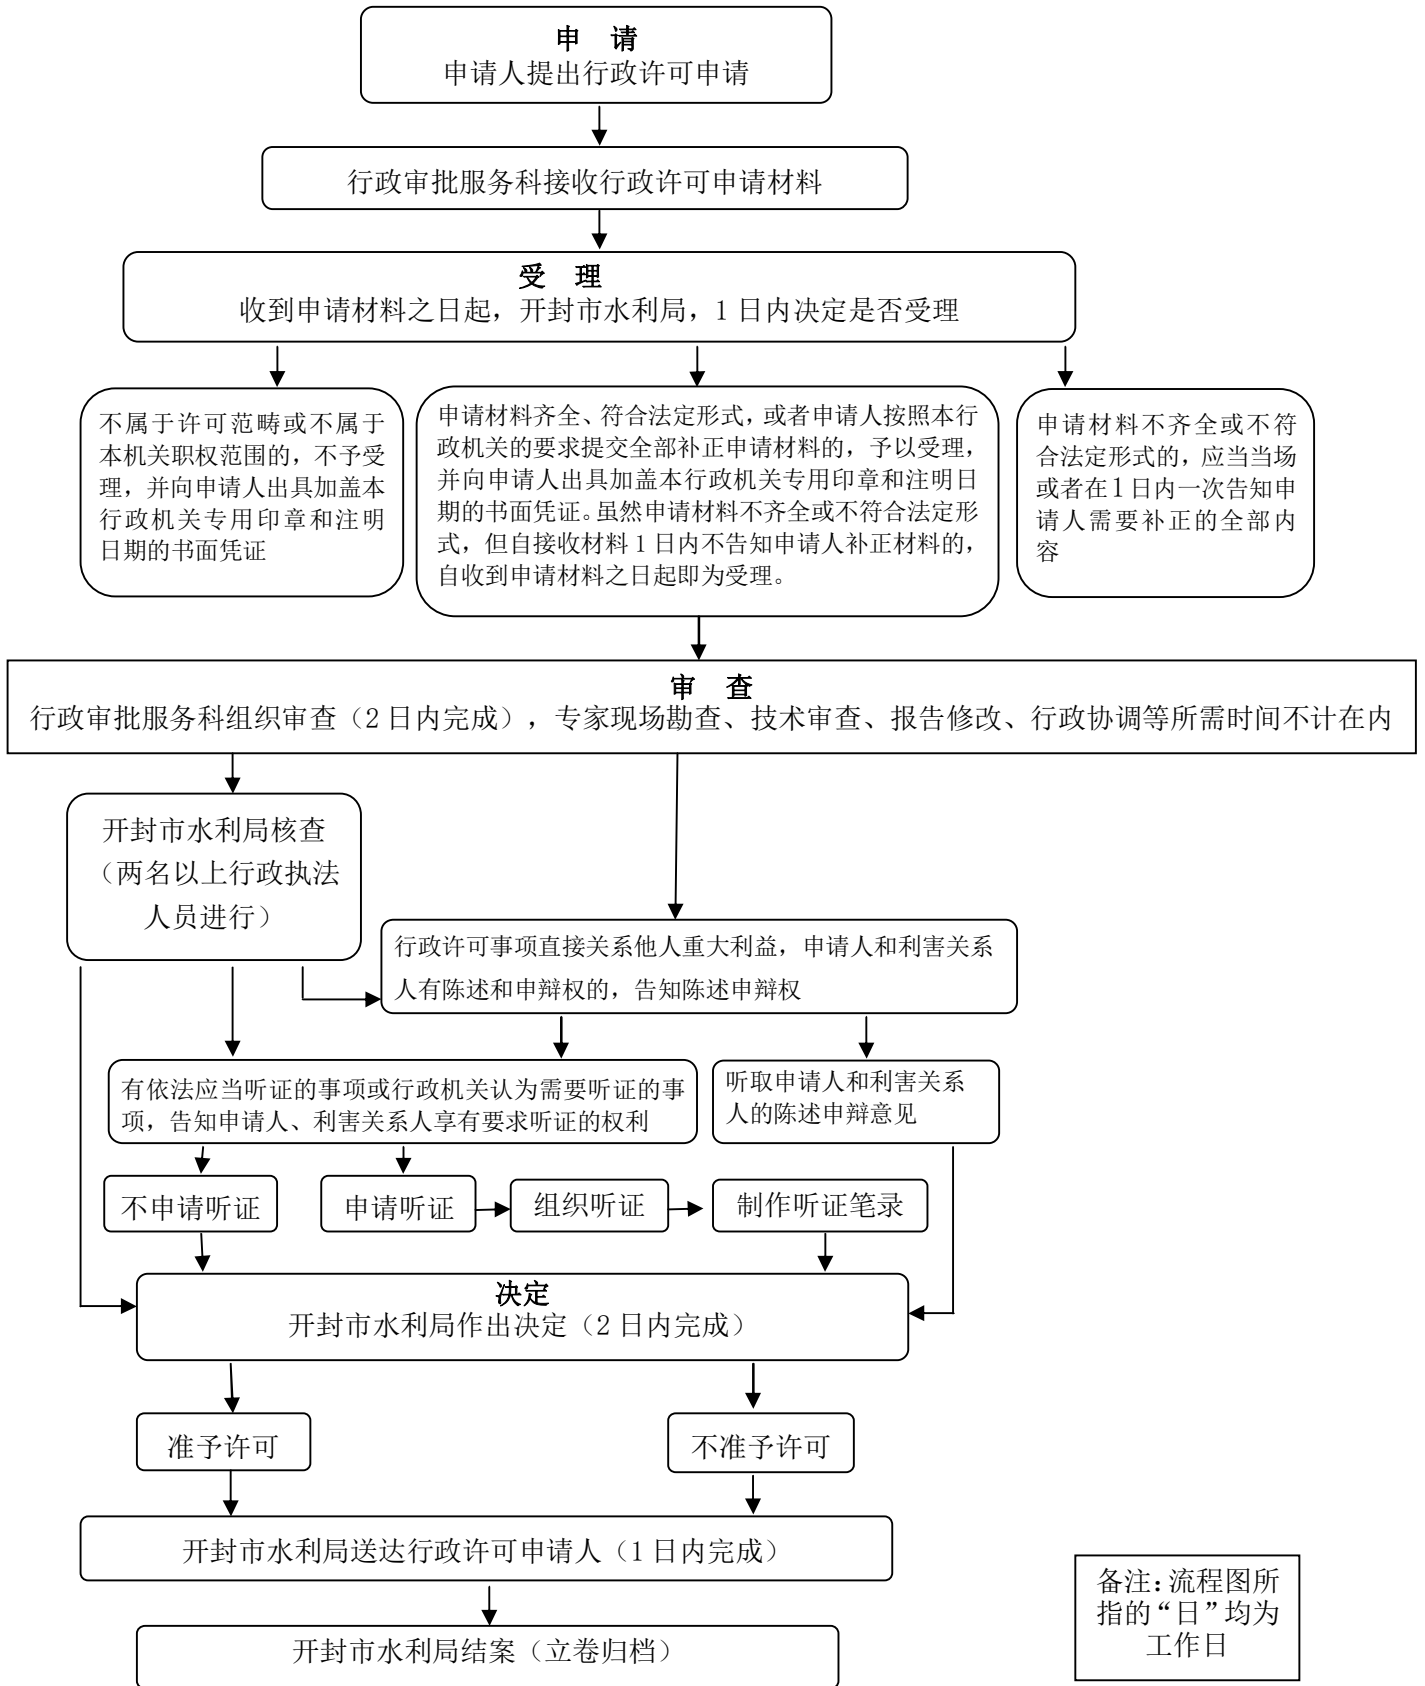 申 请
申请人提出行政许可申请
行政审批服务科接收行政许可申请材料
受 理
收到申请材料之日起，开封市水利局，1日内决定是否受理
不属于许可范畴或不属于
本机关职权范围的，不予受
理，并向申请人出具加盖本
行政机关专用印章和注明
日期的书面凭证
申请材料齐全、符合法定形式，或者申请人按照本行
政机关的要求提交全部补正申请材料的，予以受理，
并向申请人出具加盖本行政机关专用印章和注明日
期的书面凭证。虽然申请材料不齐全或不符合法定形
式，但自接收材料1日内不告知申请人补正材料的，
自收到申请材料之日起即为受理。
申请材料不齐全或不符
合法定形式的，应当当场
或者在1日内一次告知申
请人需要补正的全部内
容
审 查
行政审批服务科组织审查（2日内完成），专家现场勘查、技术审查、报告修改、行政协调等所需时间不计在内
开封市水利局核查
（两名以上行政执法
人员进行）
行政许可事项直接关系他人重大利益，申请人和利害关系
人有陈述和申辩权的，告知陈述申辩权
有依法应当听证的事项或行政机关认为需要听证的事
项，告知申请人、利害关系人享有要求听证的权利
听取申请人和利害关系
人的陈述申辩意见
不申请听证
申请听证
组织听证
制作听证笔录
决定
开封市水利局作出决定（2日内完成）
准予许可
不准予许可
开封市水利局送达行政许可申请人（1日内完成）
开封市水利局结案（立卷归档）
备注：流程图所
指的“日”均为
工作日